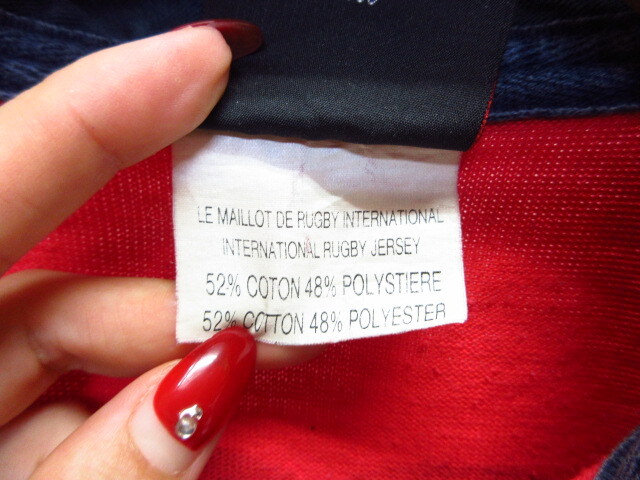 LE MAILLOT DE RUGBY INTERNATIONAL
INTERNATIONAL RUGBY JERSEY
52% COTON 48% POLYSTIERE
52% COTTON 48% POLYESTER